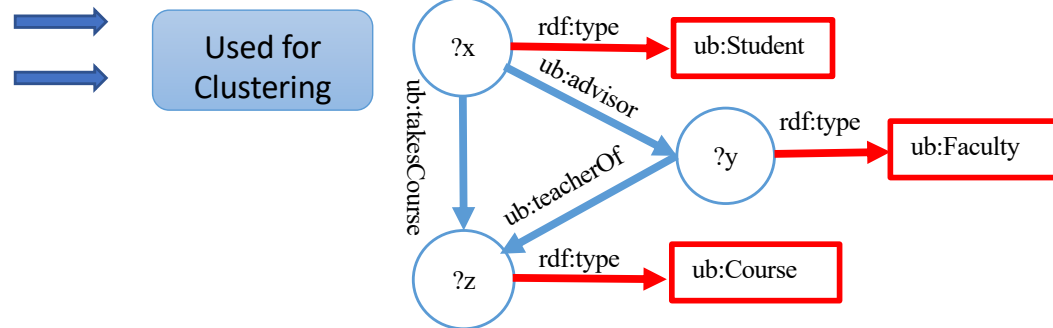 Used for
Clustering
?x
rdf:type
ub:Student
ub:advisor
ub:takesCourse
?y
rdf:type
ub:Faculty
ub:teacherOf
?z
rdf:type
ub:Course